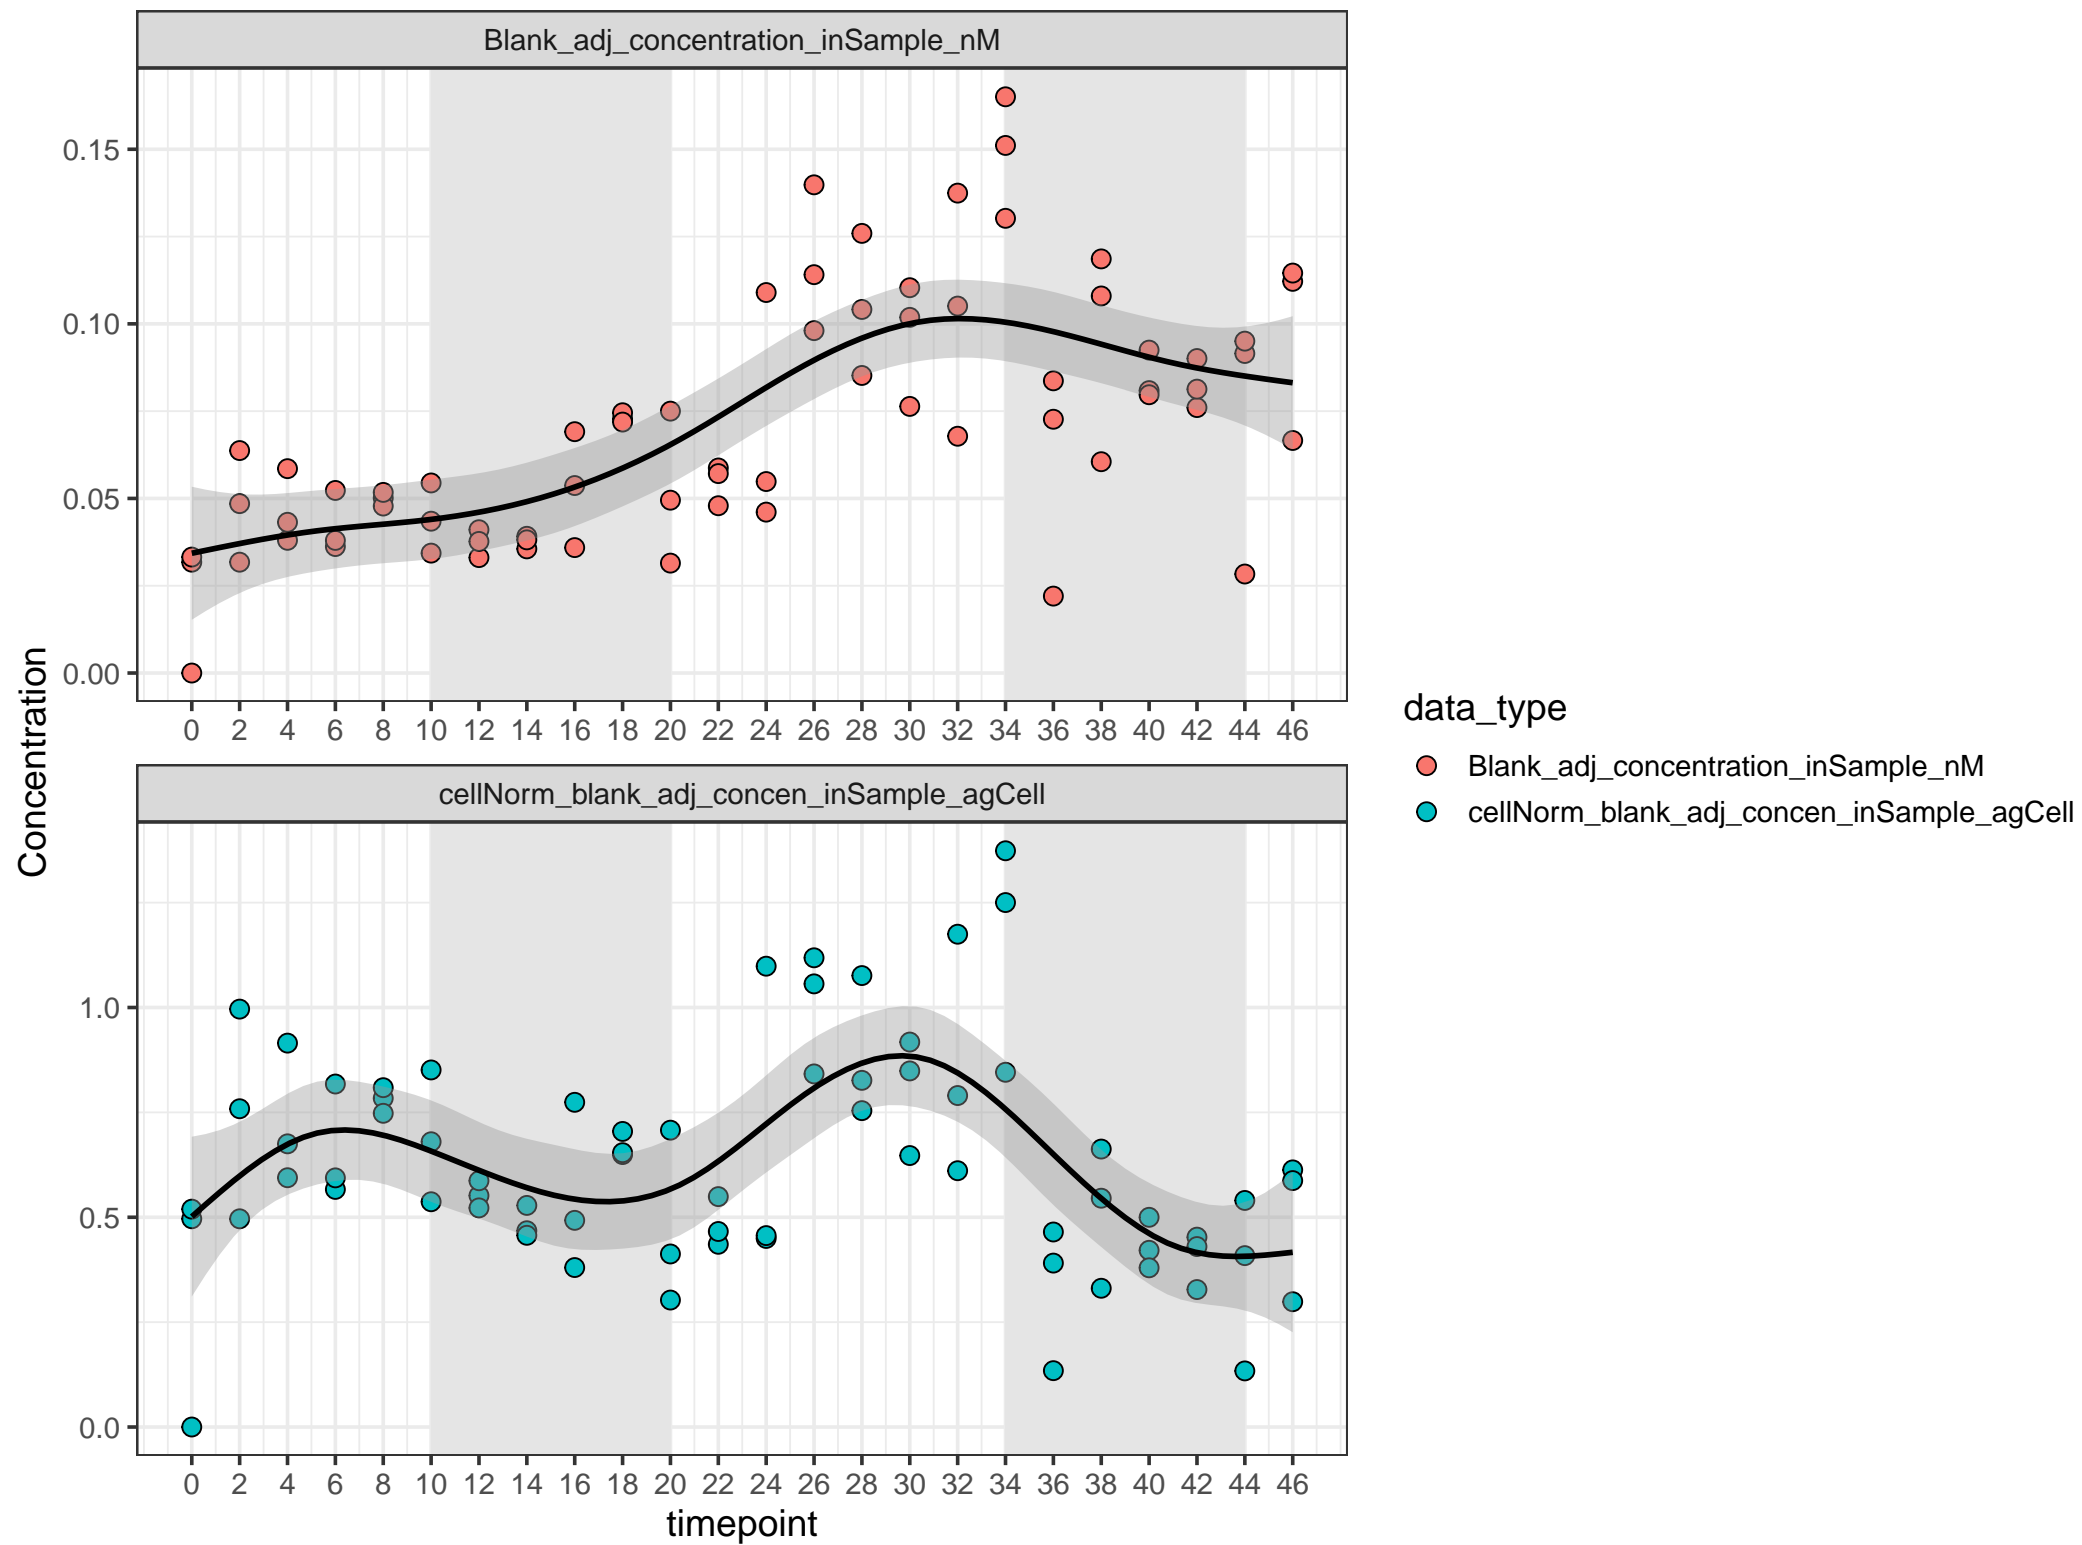 Blank_adj_concentration_inSample_nM
0.15
0.10
0.05
0.00
0 2 4 6 8 10 12 14 16 18 20 22 24 26 28 30 32 34 36 38 40 42 44 46
cellNorm_blank_adj_concen_inSample_agCell
1.0
0.5
0.0
0 2 4 6 8 10 12 14 16 18 20 22 24 26 28 30 32 34 36 38 40 42 44 46
timepoint
Concentration
data_type
Blank_adj_concentration_inSample_nM
cellNorm_blank_adj_concen_inSample_agCell